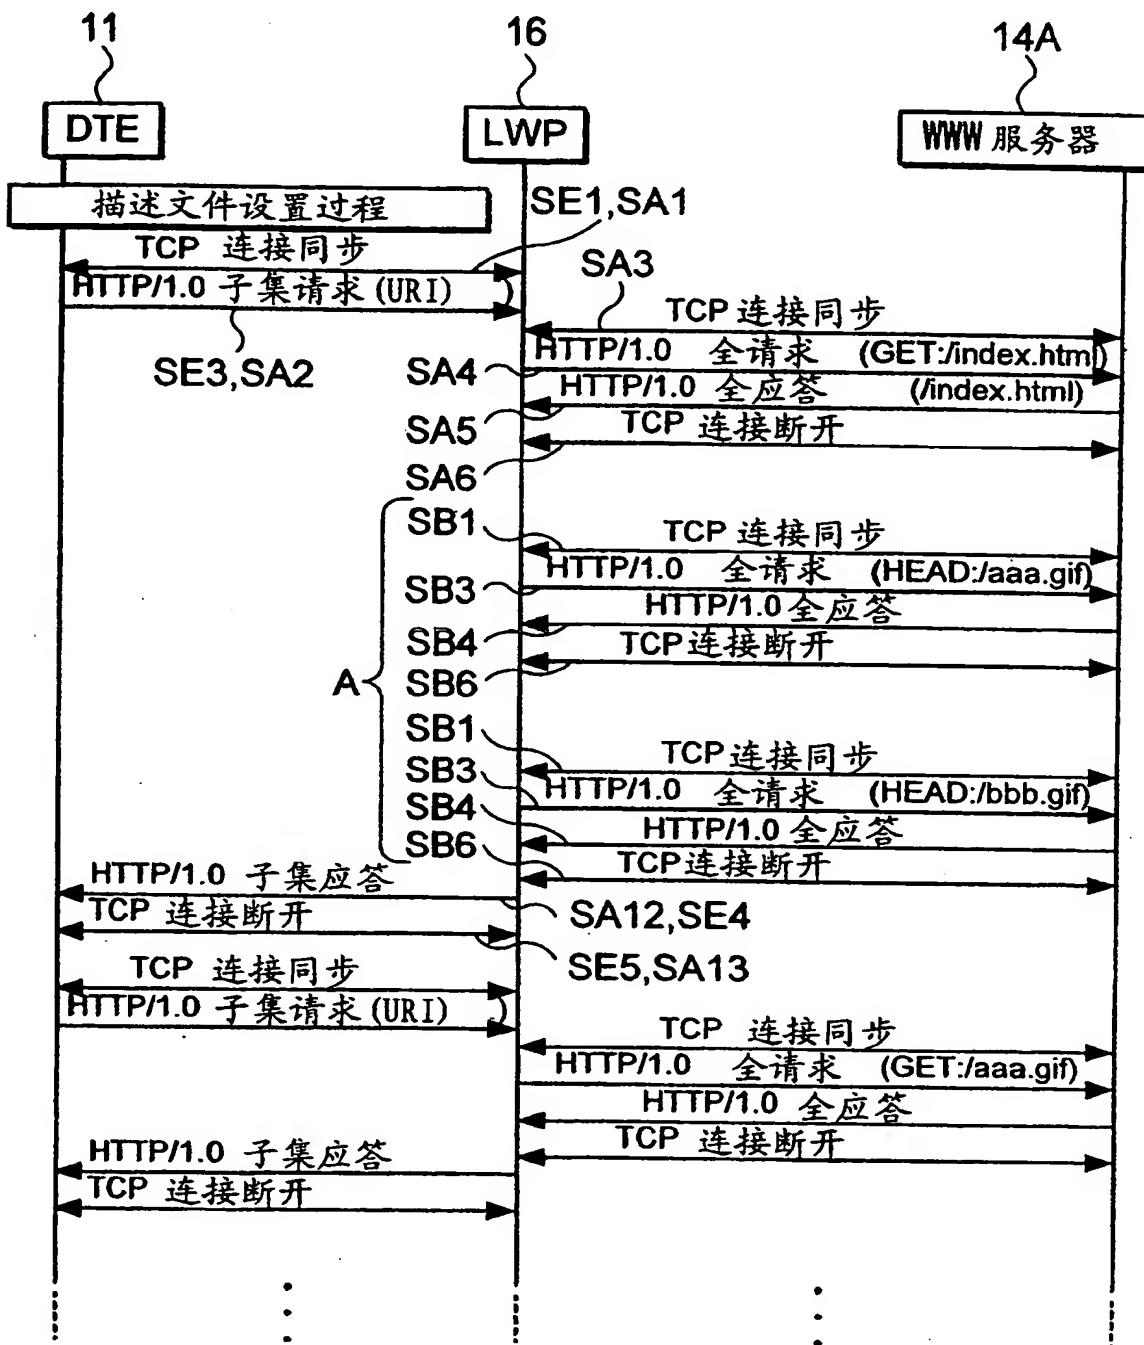 11
16
14A
DTE
LWP
WWW 服务器
描述文件设置过程
SE1,SA1
TCP 连接同步
SA3
HTTP/1.0 子集请求(URI)
TCP 连接同步
SE3,SA2
HTTP/1.0 全请求 (GET:/index.html)
SA4
HTTP/1.0 全应答 (/index.html)
SA5
TCP 连接断开
SA6
SB1
TCP 连接同步
HTTP/1.0 全请求 (HEAD:/aaa.gif)
SB3
HTTP/1.0 全应答
SB4
TCP连接断开
A
SB6
SB1
TCP连接同步
SB3
HTTP/1.0 全请求 (HEAD:/bbb.gif)
SB4
HTTP/1.0 全应答
SB6
TCP连接断开
HTTP/1.0 子集应答
SA12,SE4
TCP 连接断开
SE5,SA13
TCP 连接同步
HTTP/1.0 子集请求(URI)
TCP 连接同步
HTTP/1.0 全请求 (GET:/aaa.gif)
HTTP/1.0 全应答
TCP 连接断开
HTTP/1.0 子集应答
TCP 连接断开